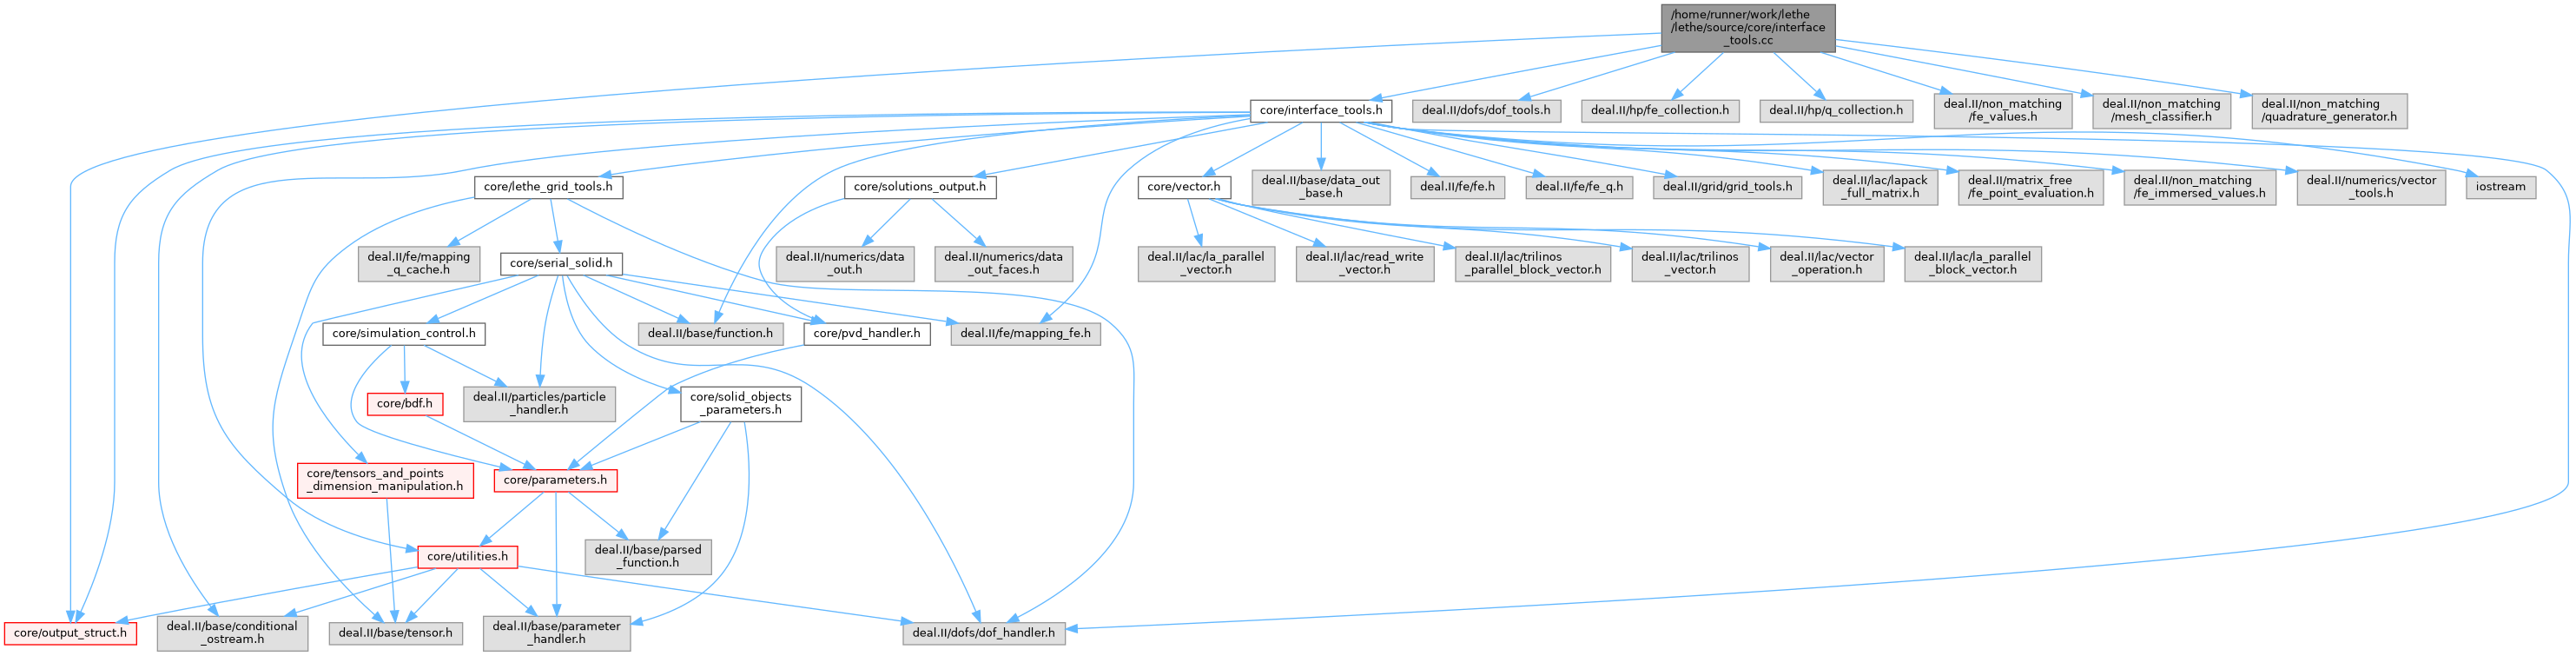 /home/runner/work/lethe
/lethe/source/core/interface
_tools.cc
core/interface_tools.h
deal.II/dofs/dof_tools.h
deal.II/hp/fe_collection.h
deal.II/hp/q_collection.h
deal.II/non_matching
/fe_values.h
deal.II/non_matching
/mesh_classifier.h
deal.II/non_matching
/quadrature_generator.h
core/lethe_grid_tools.h
core/solutions_output.h
core/vector.h
deal.II/base/data_out
_base.h
deal.II/fe/fe.h
deal.II/fe/fe_q.h
deal.II/grid/grid_tools.h
deal.II/lac/lapack
_full_matrix.h
deal.II/matrix_free
/fe_point_evaluation.h
deal.II/non_matching
/fe_immersed_values.h
deal.II/numerics/vector
_tools.h
iostream
deal.II/fe/mapping
_q_cache.h
core/serial_solid.h
deal.II/numerics/data
_out.h
deal.II/numerics/data
_out_faces.h
deal.II/lac/la_parallel
_vector.h
deal.II/lac/read_write
_vector.h
deal.II/lac/trilinos
_parallel_block_vector.h
deal.II/lac/trilinos
_vector.h
deal.II/lac/vector
_operation.h
deal.II/lac/la_parallel
_block_vector.h
core/simulation_control.h
deal.II/base/function.h
core/pvd_handler.h
deal.II/fe/mapping_fe.h
core/bdf.h
deal.II/particles/particle
_handler.h
core/solid_objects
_parameters.h
core/tensors_and_points
_dimension_manipulation.h
core/parameters.h
core/utilities.h
deal.II/base/parsed
_function.h
core/output_struct.h
deal.II/base/conditional
_ostream.h
deal.II/base/tensor.h
deal.II/base/parameter
_handler.h
deal.II/dofs/dof_handler.h